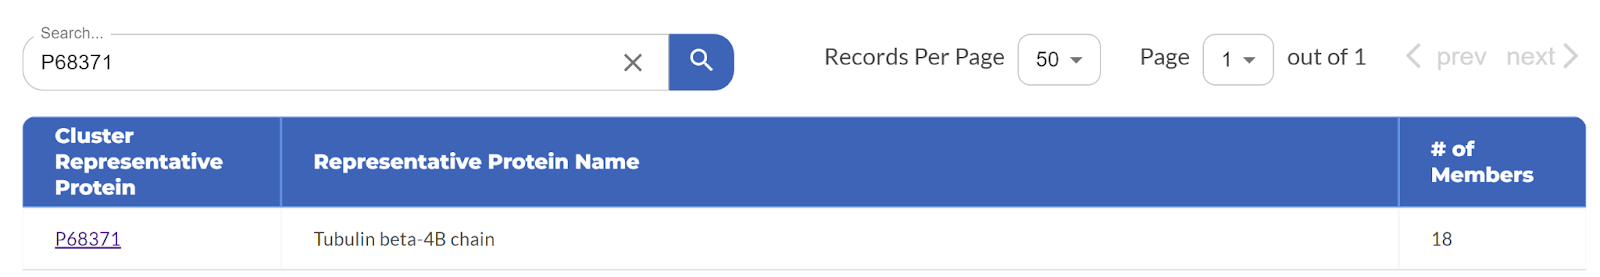 Search...
P68371
Records Per Page 50 Page 1 out of 1 prev next
Cluster Representative Protein
Representative Protein Name
# of Members
P68371 Tubulin beta-4B chain 18